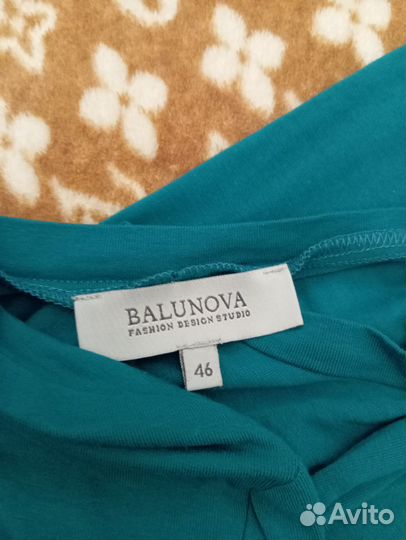 BALUNOVA
FASHION DESIGN STUDIO
46
Avito